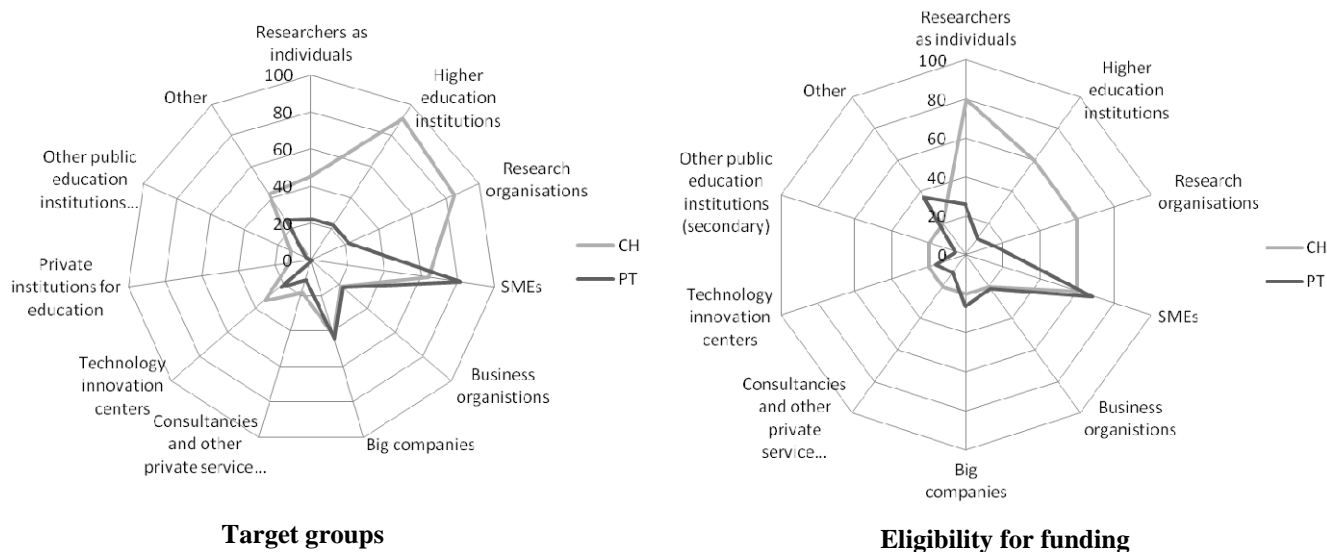 Researchers as
individuals
100
80
60
40
20
0
Higher
education
institutions
Research
organisations
SMEs
Business
organistions
Big companies
Consultancies
and other
private service...
Technology
innovation
centers
Private
institutions for
education
Other public
education
institutions...
Other
CH
PT
Target groups
Researchers
as individuals
100
80
60
40
20
0
Higher
education
institutions
Research
organisations
SMEs
Business
organistions
Big
companies
Consultancies
and other
private
service...
Technology
innovation
centers
Other public
education
institutions
(secondary)
Other
CH
PT
Eligibility for funding